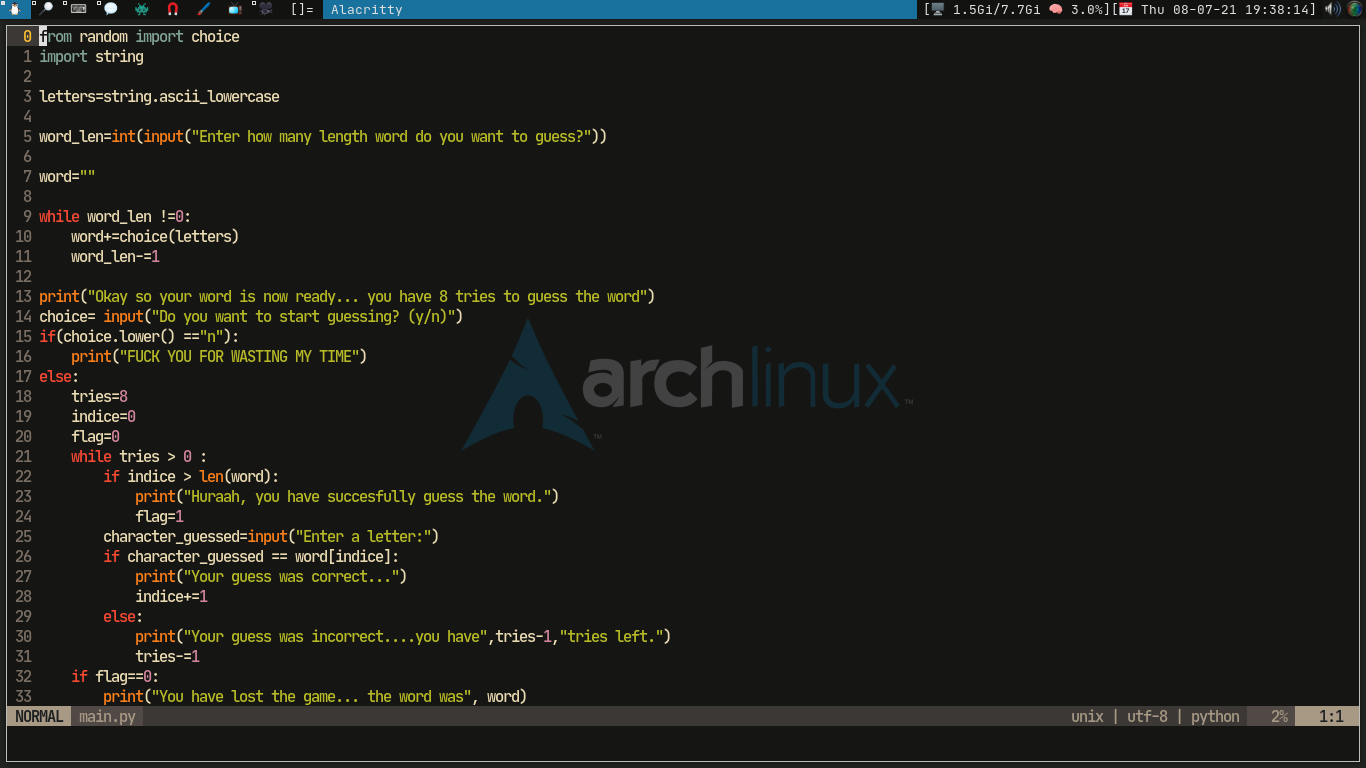 []= Alacritty [ 1.5Gi/7.7Gi 3.0%][ Thu 08-07-21 19:38:14]
0 from random import choice
1 import string
2
3 letters=string.ascii_lowercase
4
5 word_len=int(input("Enter how many length word do you want to guess?"))
6
7 word=""
8
9 while word_len !=0:
10     word+=choice(letters)
11     word_len-=1
12
13 print("Okay so your word is now ready... you have 8 tries to guess the word")
14 choice= input("Do you want to start guessing? (y/n)")
15 if(choice.lower() =="n"):
16     print("FUCK YOU FOR WASTING MY TIME")
17 else:
18     tries=8
19     indice=0
20     flag=0
21     while tries > 0 :
22         if indice > len(word):
23             print("Huraah, you have succesfully guess the word.")
24             flag=1
25         character_guessed=input("Enter a letter:")
26         if character_guessed == word[indice]:
27             print("Your guess was correct...")
28             indice+=1
29         else:
30             print("Your guess was incorrect....you have",tries-1,"tries left.")
31             tries-=1
32     if flag==0:
33         print("You have lost the game... the word was", word)
archlinux™
™
NORMAL main.py unix | utf-8 | python 2% 1:1